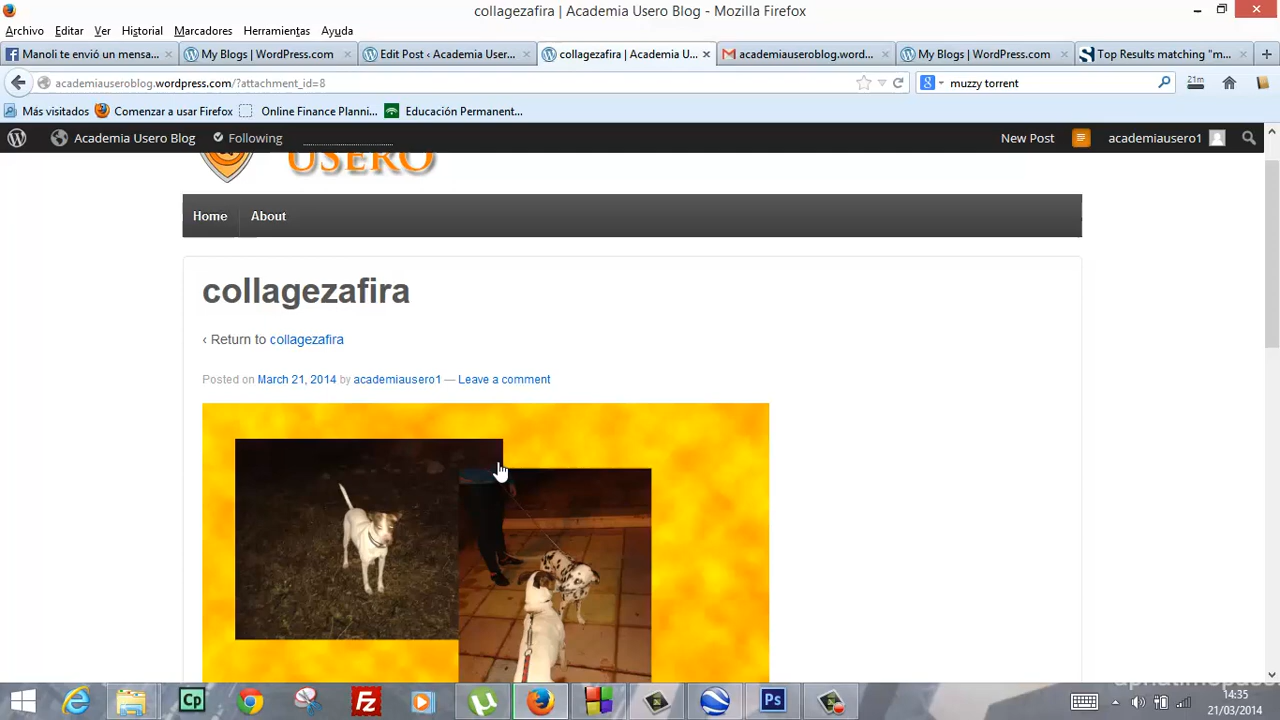 collagezafira | Academia Usero Blog - Mozilla Firefox
Archivo Editar Ver Historial Marcadores Herramientas Ayuda
Manoli te envió un mensa... My Blogs | WordPress.com Edit Post ‹ Academia User... collagezafira | Academia U... academiauseroblog.word... My Blogs | WordPress.com Top Results matching "m...
academiauseroblog.wordpress.com/?attachment_id=8 muzzy torrent 21m
Más visitados Comenzar a usar Firefox Online Finance Planni... Educación Permanent...
Academia Usero Blog Following New Post academiausero1
USERO
Home About
collagezafira
‹ Return to collagezafira
Posted on March 21, 2014 by academiausero1 — Leave a comment
Cp Fz Ps
14:35
21/03/2014